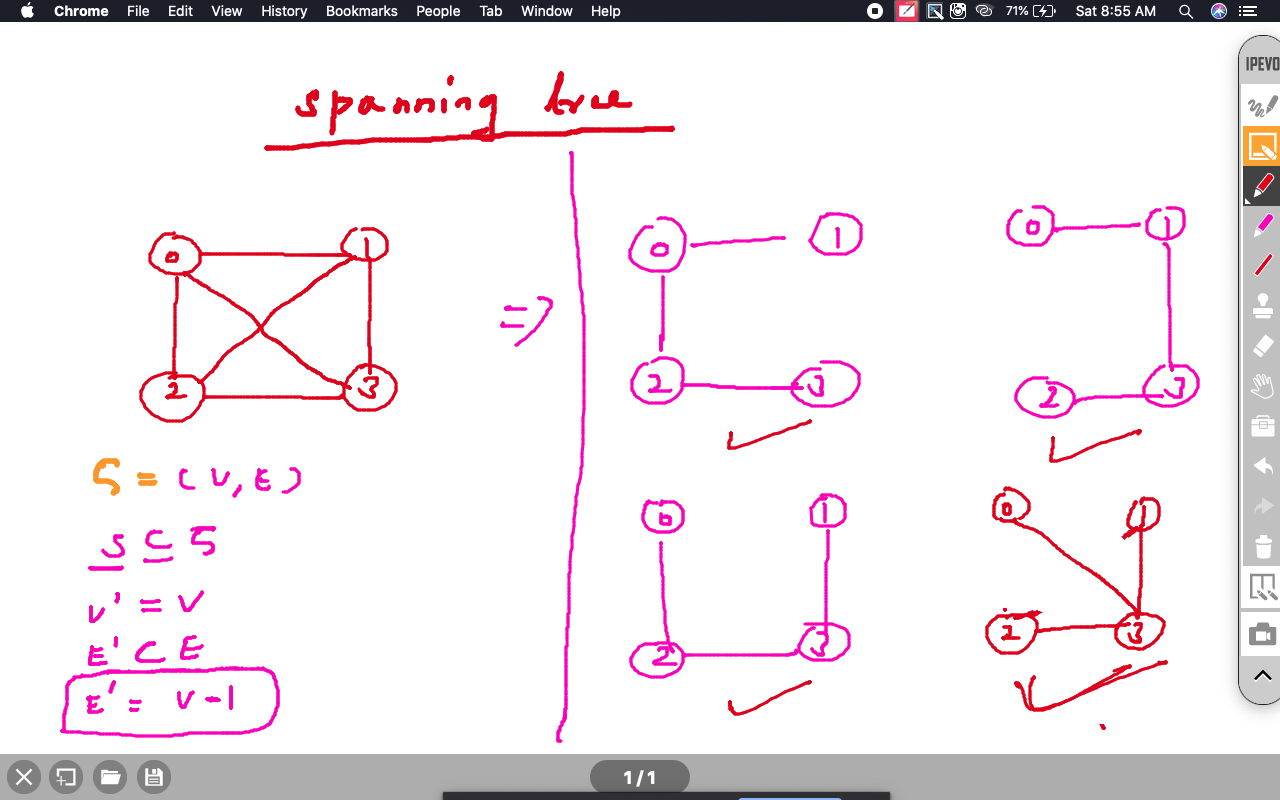 Chrome File Edit View History Bookmarks People Tab Window Help 71% Sat 8:55 AM
IPEVO
spanning tree
0 1
2 3
=>
0 1
2 3
0 1
2 3
0 1
2 3
0 1
2 3
G = (V, E)
S ⊆ G
V' = V
E' ⊂ E
E' = V-1
1/1